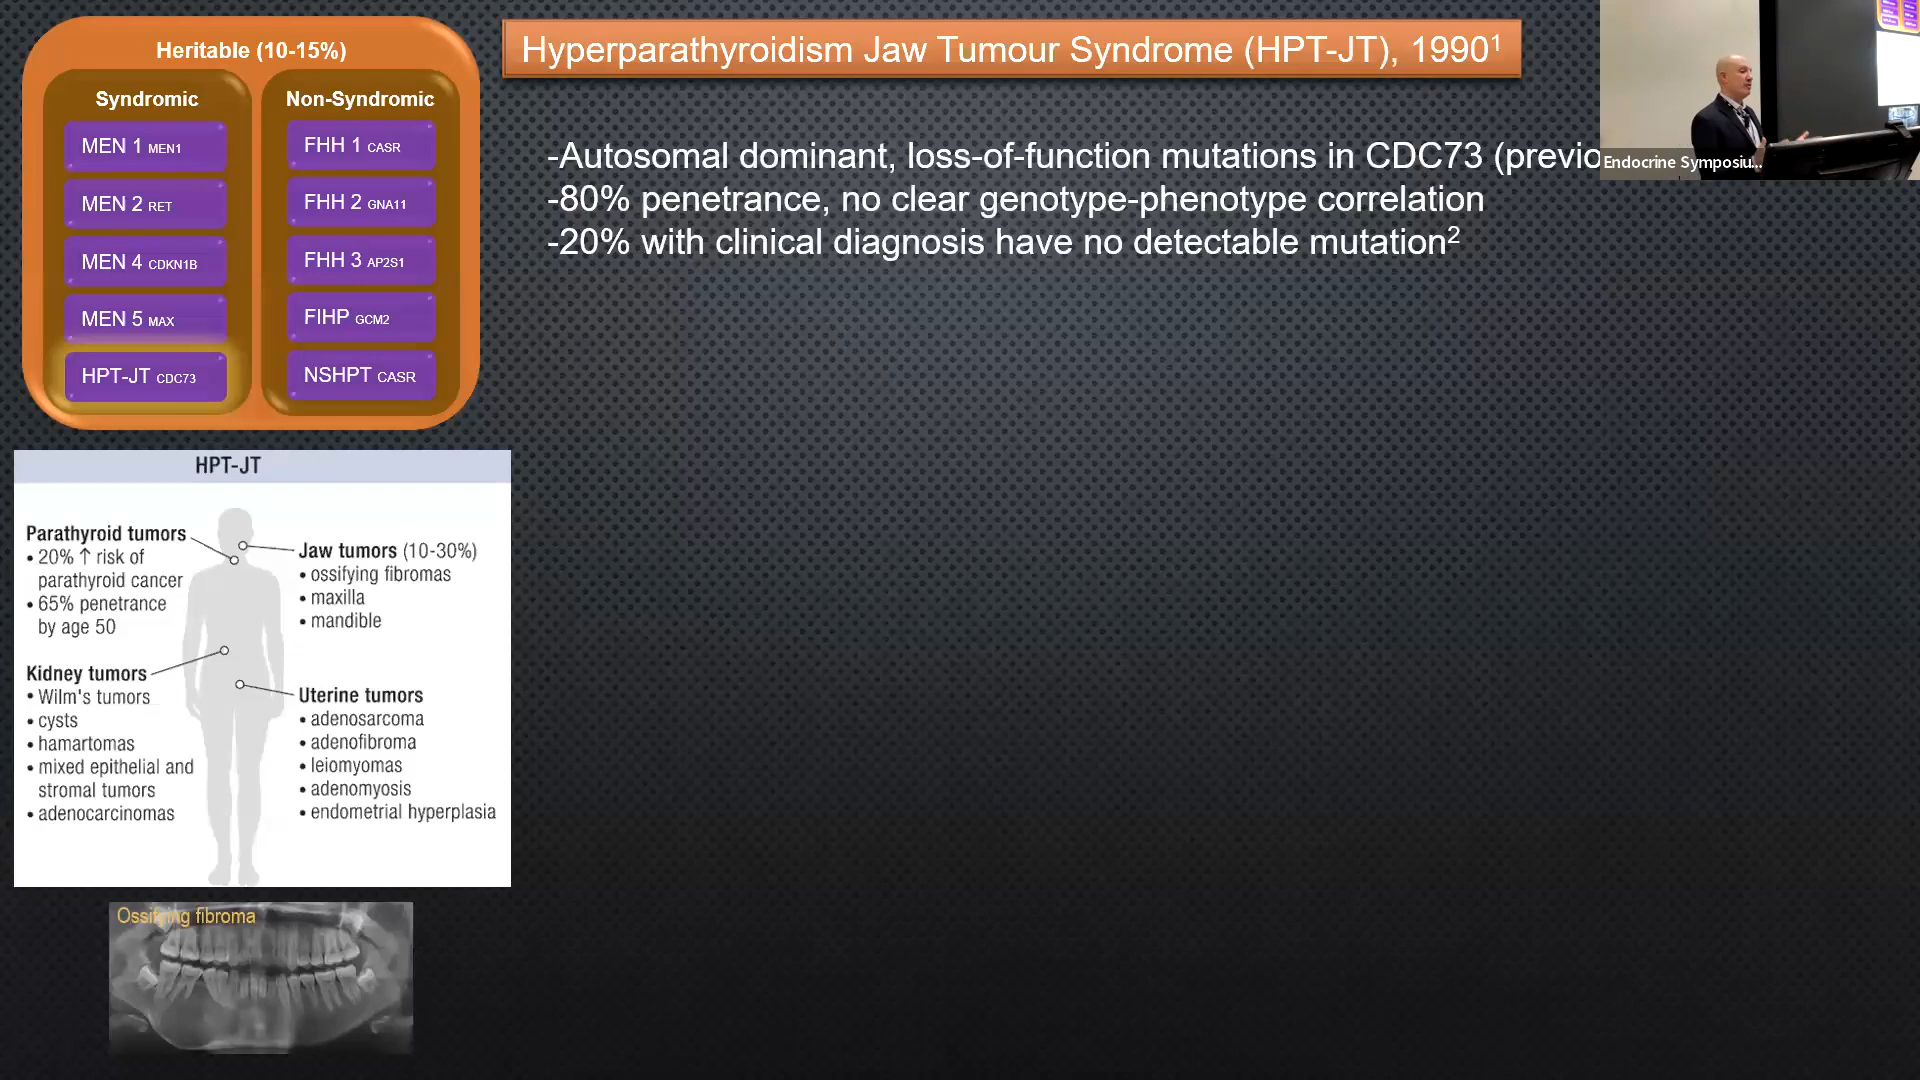 Heritable (10-15%)
Syndromic
MEN 1 MEN1
MEN 2 RET
MEN 4 CDKN1B
MEN 5 MAX
HPT-JT CDC73
Non-Syndromic
FHH 1 CASR
FHH 2 GNA11
FHH 3 AP2S1
FIHP GCM2
NSHPT CASR
Hyperparathyroidism Jaw Tumour Syndrome (HPT-JT), 1990¹
-Autosomal dominant, loss-of-function mutations in CDC73 (previo
-80% penetrance, no clear genotype-phenotype correlation
-20% with clinical diagnosis have no detectable mutation²
Endocrine Symposiu...
HPT-JT
Parathyroid tumors
• 20% ↑ risk of
parathyroid cancer
• 65% penetrance
by age 50
Jaw tumors (10-30%)
• ossifying fibromas
• maxilla
• mandible
Kidney tumors
• Wilm's tumors
• cysts
• hamartomas
• mixed epithelial and
stromal tumors
• adenocarcinomas
Uterine tumors
• adenosarcoma
• adenofibroma
• leiomyomas
• adenomyosis
• endometrial hyperplasia
Ossifying fibroma